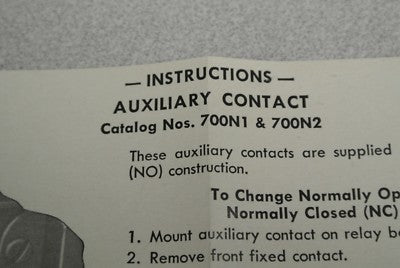 — INSTRUCTIONS —
AUXILIARY CONTACT
Catalog Nos. 700N1 & 700N2
These auxiliary contacts are supplied
(NO) construction.
To Change Normally Op
Normally Closed (NC)
1. Mount auxiliary contact on relay b
2. Remove front fixed contact.